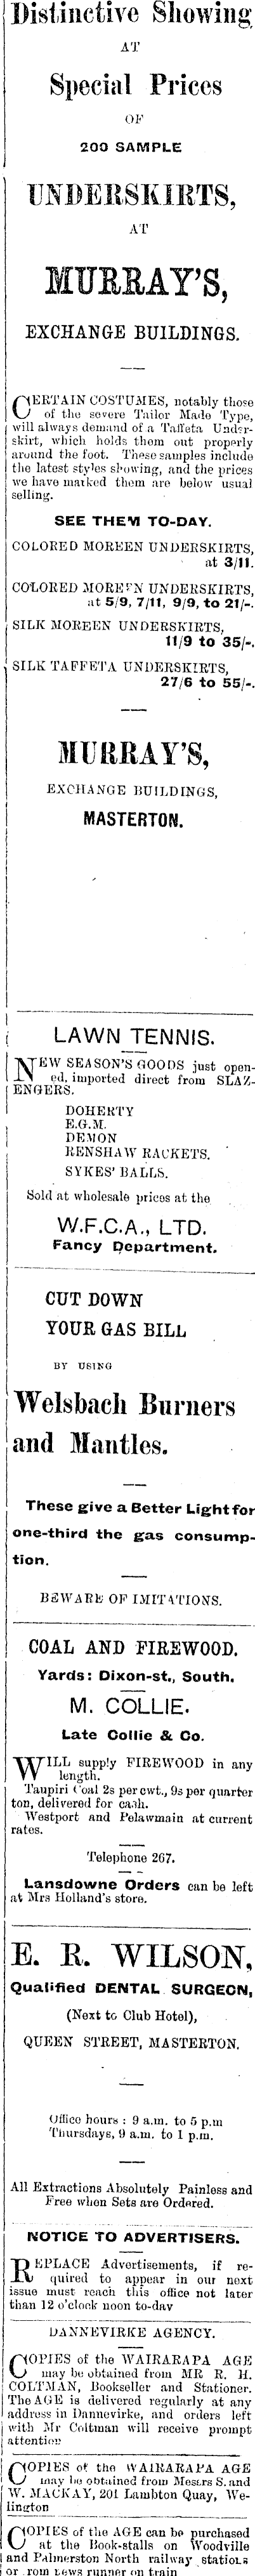 Distinctive Showing
AT
Special Prices
OF
200 SAMPLE
UNDERSKIRTS,
AT
MURRAY'S,
EXCHANGE BUILDINGS.
CERTAIN COSTUMES, notably those
of the severe Tailor Made Type,
will always demand of a Taffeta Under-
skirt, which holds them out properly
around the foot. These samples include
the latest styles showing, and the prices
we have marked them are below usual
selling.
SEE THEM TO-DAY.
COLORED MOREEN UNDERSKIRTS,
at 3/11.
COLORED MOREEN UNDERSKIRTS,
at 5/9, 7/11, 9/9, to 21/-.
SILK MOREEN UNDERSKIRTS,
11/9 to 35/-.
SILK TAFFETA UNDERSKIRTS,
27/6 to 55/-.
MURRAY'S,
EXCHANGE BUILDINGS,
MASTERTON.
LAWN TENNIS.
NEW SEASON'S GOODS just open-
ed, imported direct from SLAZ-
ENGERS.
DOHERTY
E.G.M.
DEMON
RENSHAW RACKETS.
SYKES' BALLS.
Sold at wholesale prices at the
W.F.C.A., LTD.
Fancy Department.
CUT DOWN
YOUR GAS BILL
BY USING
Welsbach Burners
and Mantles.
These give a Better Light for
one-third the gas consump-
tion.
BEWARE OF IMITATIONS.
COAL AND FIREWOOD.
Yards: Dixon-st., South.
M. COLLIE.
Late Collie & Co.
WILL supply FIREWOOD in any
length.
Taupiri Coal 2s per cwt., 9s per quarter
ton, delivered for cash.
Westport and Pelawmain at current
rates.
Telephone 267.
Lansdowne Orders can be left
at Mrs Holland's store.
E. R. WILSON,
Qualified DENTAL SURGEON,
(Next to Club Hotel),
QUEEN STREET, MASTERTON.
Office hours : 9 a.m. to 5 p.m
Thursdays, 9 a.m. to 1 p.m.
All Extractions Absolutely Painless and
Free when Sets are Ordered.
NOTICE TO ADVERTISERS.
REPLACE Advertisements, if re-
quired to appear in our next
issue must reach this office not later
than 12 o'clock noon to-day
DANNEVIRKE AGENCY.
COPIES of the WAIRARAPA AGE
may be obtained from MR R. H.
COLTMAN, Bookseller and Stationer.
The AGE is delivered regularly at any
address in Dannevirke, and orders left
with Mr Coltman will receive prompt
attention
COPIES of the WAIRARAPA AGE
may be obtained from Messrs S. and
W. MACKAY, 201 Lambton Quay, We-
lington
COPIES of the AGE can be purchased
at the Book-stalls on Woodville
and Palmerston North railway stations
or rom news runner on train